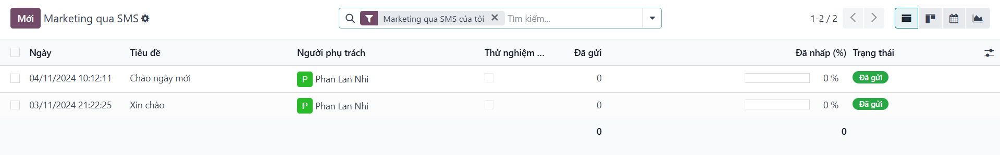 Mới Marketing qua SMS Marketing qua SMS của tôi Tìm kiếm... 1-2 / 2
Ngày Tiêu đề Người phụ trách Thử nghiệm ... Đã gửi Đã nhấp (%) Trạng thái
04/11/2024 10:12:11 Chào ngày mới P Phan Lan Nhi 0 0 % Đã gửi
03/11/2024 21:22:25 Xin chào P Phan Lan Nhi 0 0 % Đã gửi
0 0